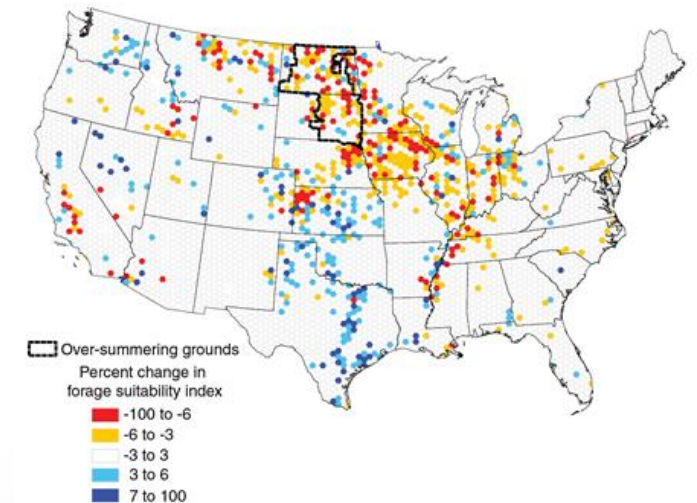 Over-summering grounds
Percent change in
forage suitability index
-100 to -6
-6 to -3
-3 to 3
3 to 6
7 to 100